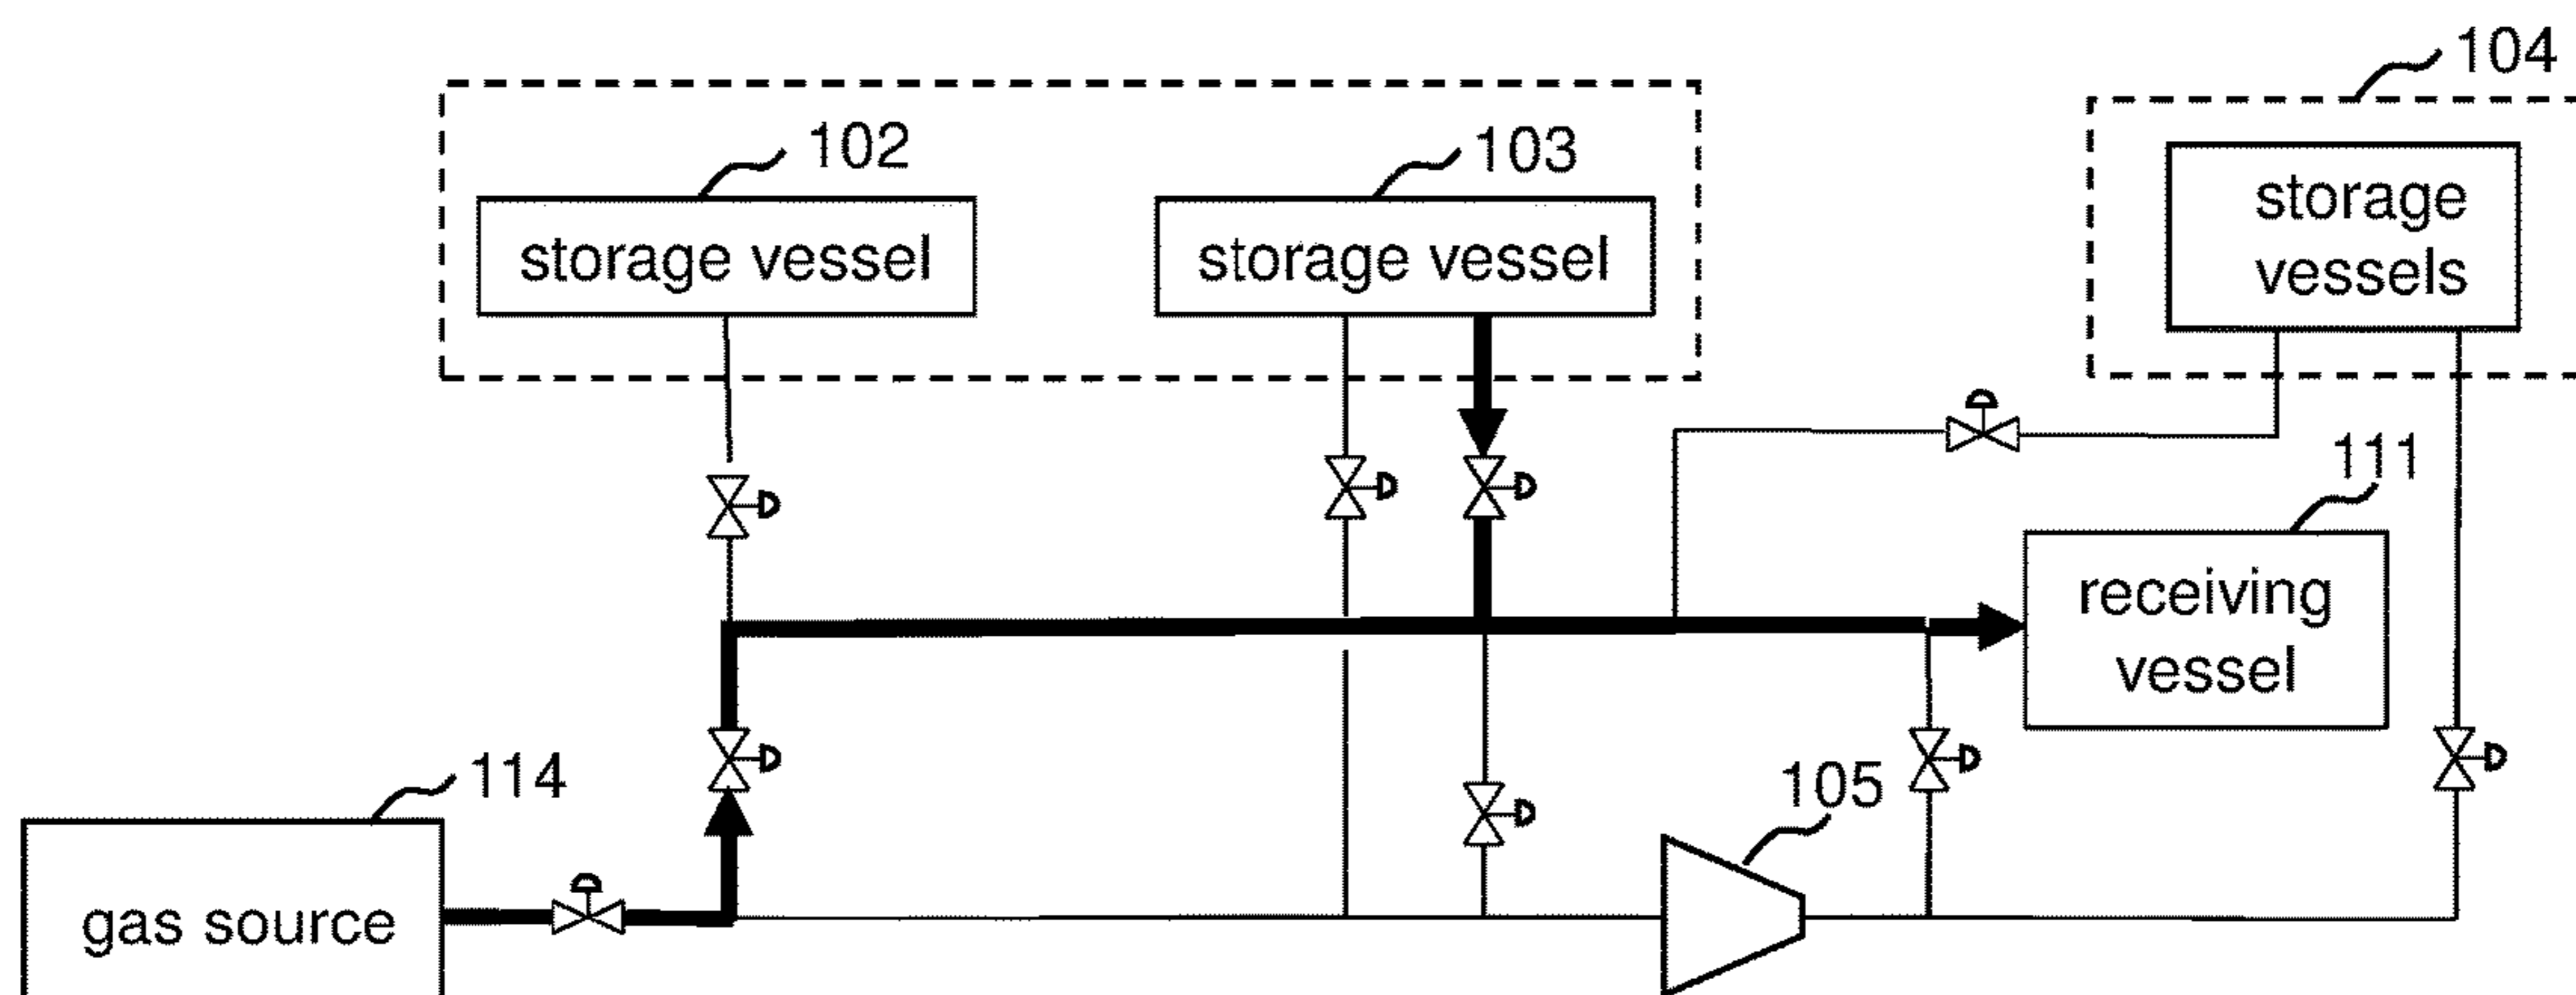 104
102
103
storage vessel
storage vessel
storage
vessels
111
receiving
vessel
114
105
gas source